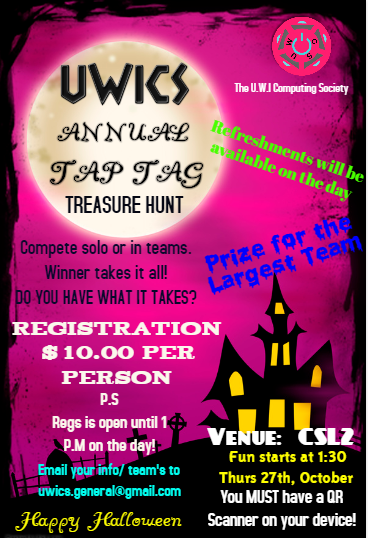 UWICS
ANNUAL
TAP TAG
TREASURE HUNT
The U.W.I Computing Society
Refreshments will be
available on the day
Prize for the
Largest Team
Compete solo or in teams.
Winner takes it all!
DO YOU HAVE WHAT IT TAKES?
REGISTRATION
$10.00 PER
PERSON
P.S
Regs is open until 1
P.M on the day!
Email your info/ team's to
uwics.general@gmail.com
Happy Halloween
Venue: CSL2
Fun starts at 1:30
Thurs 27th, October
You MUST have a QR
Scanner on your device!